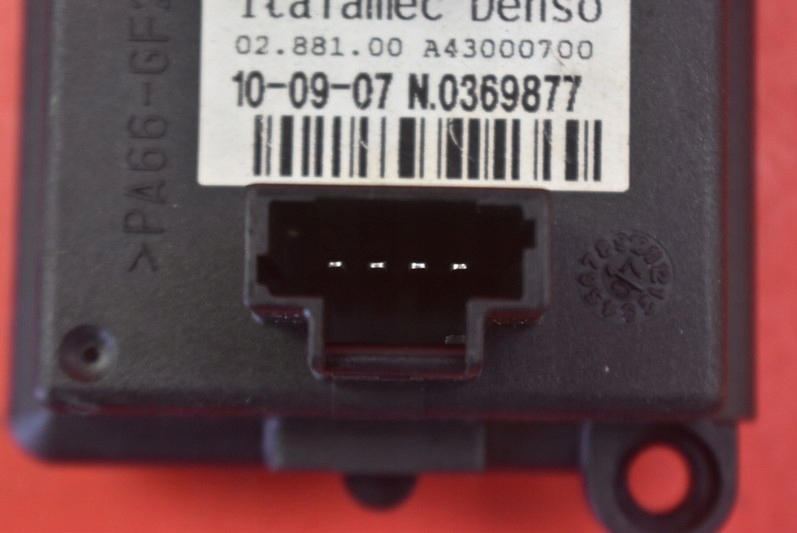 Italamec Denso
02.881.00 A43000700
10-09-07 N.0369877
>PA66-GF